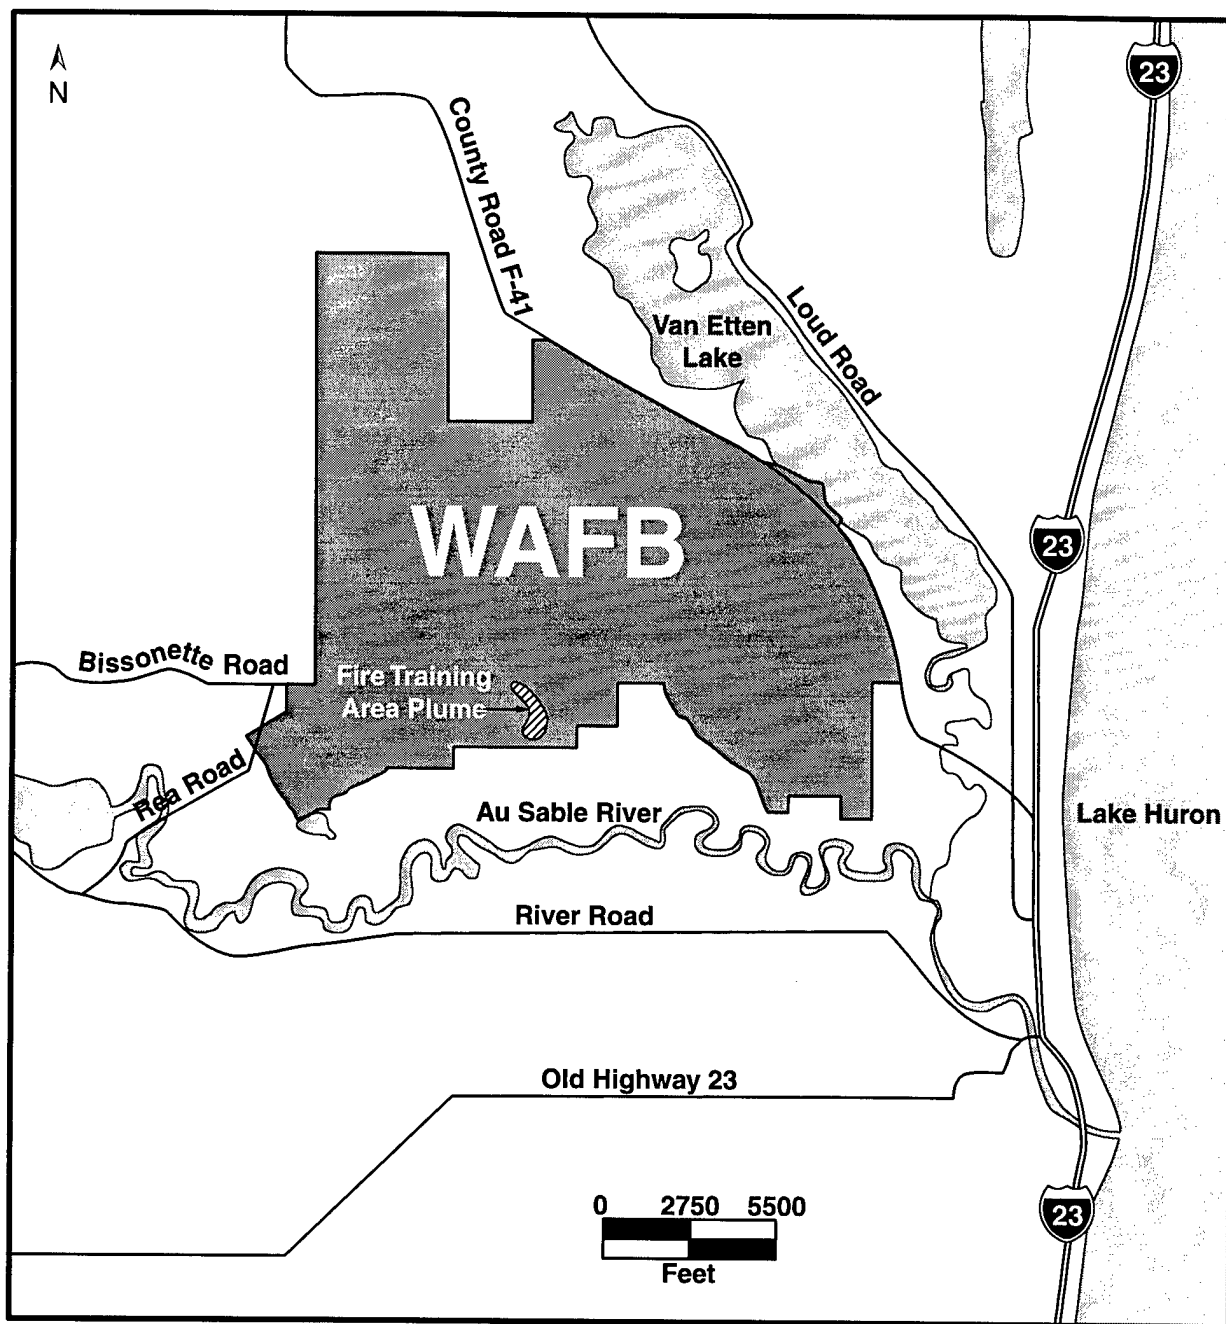 23
N
County Road F-41
Loud Road
Van Etten
Lake
WAFB
23
Bissonette Road
Fire Training
Area Plume
Rea Road
Au Sable River
Lake Huron
River Road
Old Highway 23
0 2750 5500
Feet
23